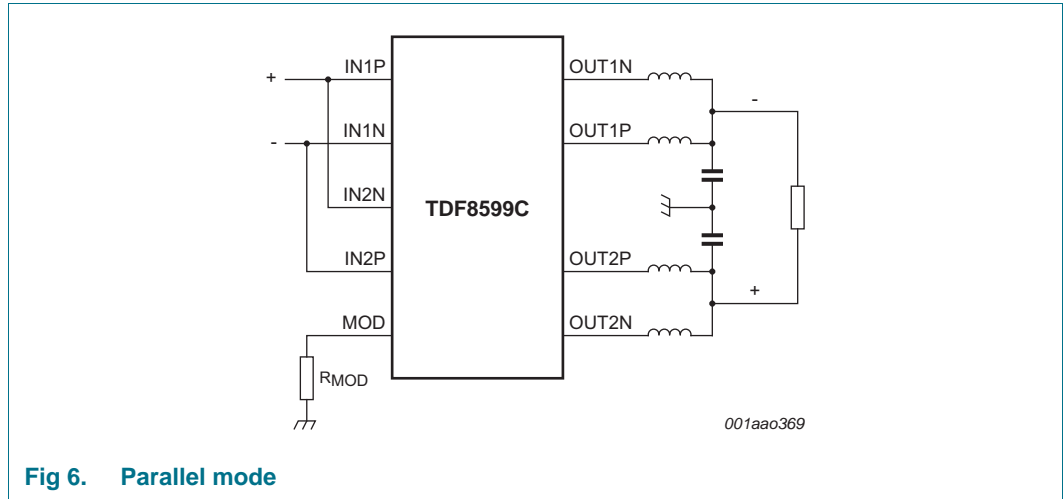 +
IN1P
OUT1N
-
-
IN1N
OUT1P
IN2N
TDF8599C
IN2P
OUT2P
+
MOD
OUT2N
RMOD
001aao369
Fig 6. Parallel mode